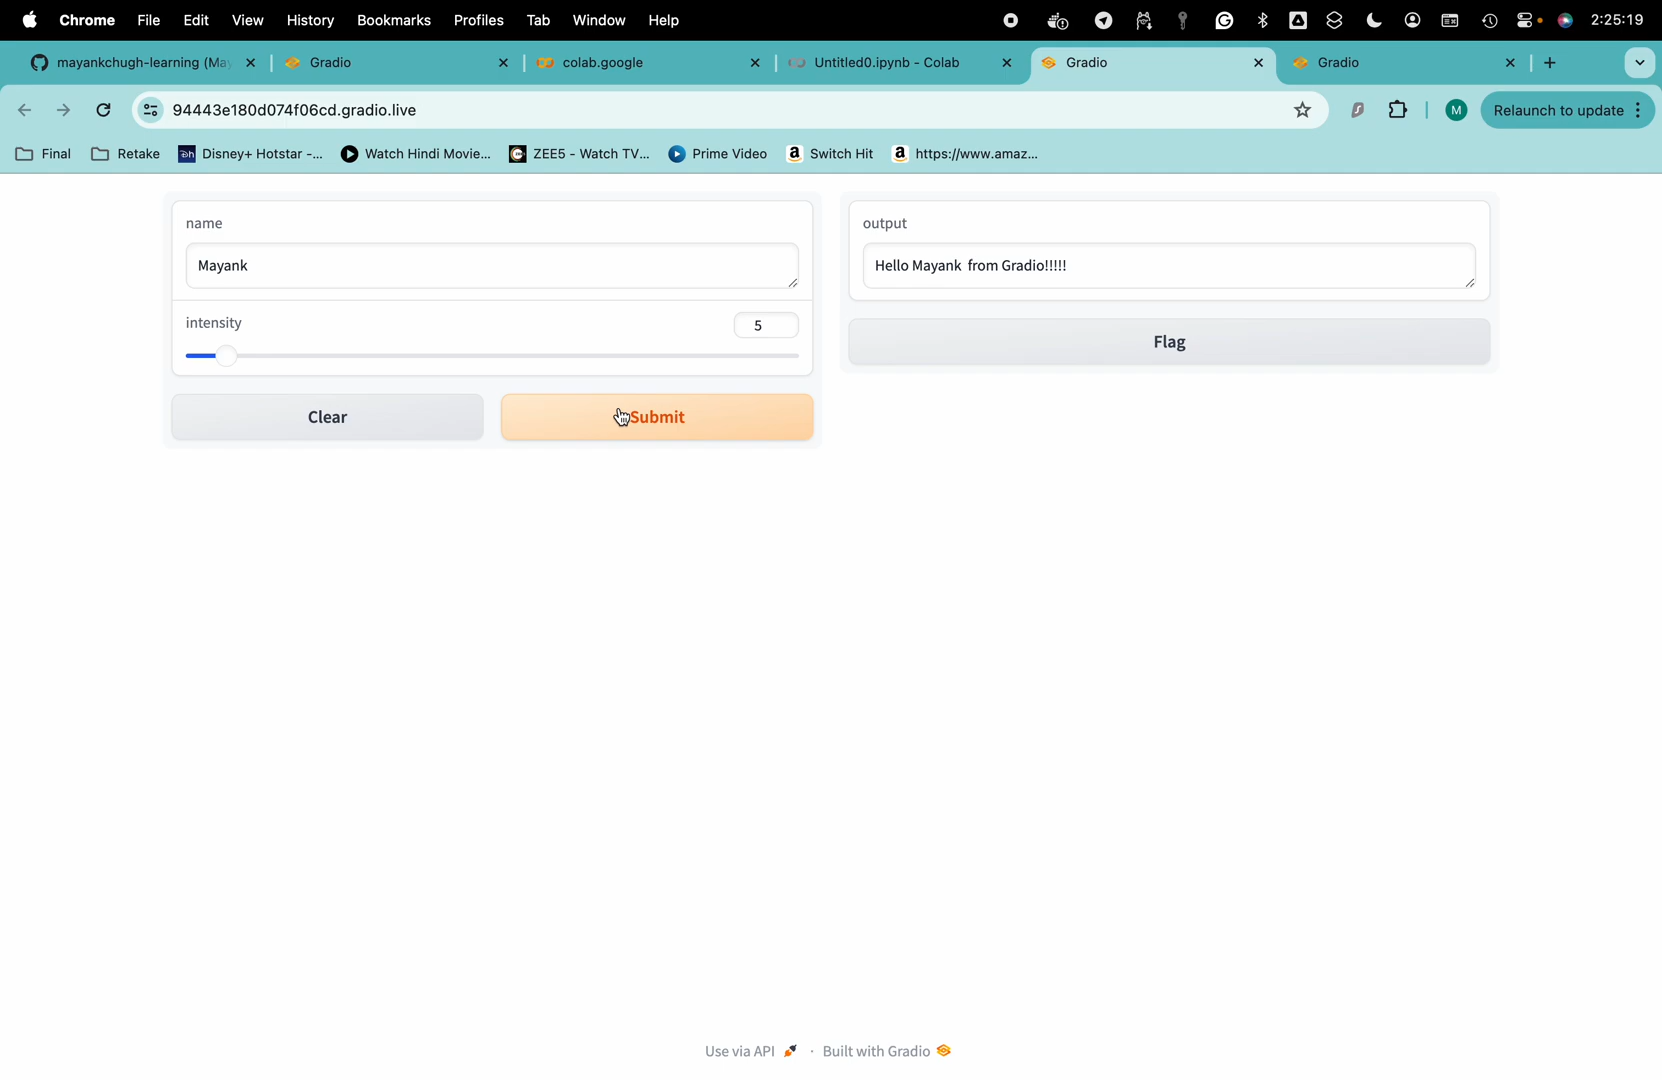 Chrome File Edit View History Bookmarks Profiles Tab Window Help 2:25:19
mayankchugh-learning (May Gradio colab.google Untitled0.ipynb - Colab Gradio Gradio
94443e180d074f06cd.gradio.live M Relaunch to update
Final Retake Disney+ Hotstar -... Watch Hindi Movie... ZEE5 - Watch TV... Prime Video Switch Hit https://www.amaz...
name
Mayank
intensity 5
Clear Submit
output
Hello Mayank from Gradio!!!!!
Flag
Use via API · Built with Gradio